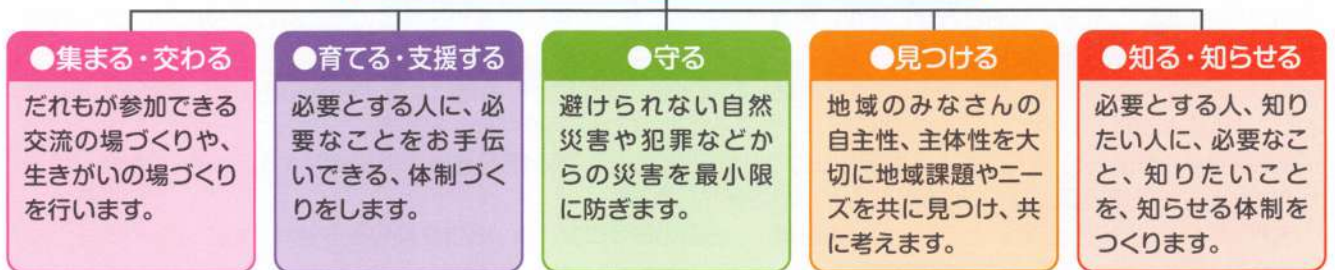 ●集まる・交わる
だれもが参加できる
交流の場づくりや、
生きがいの場づくり
を行います。
●育てる・支援する
必要とする人に、必
要なことをお手伝
いできる、体制づく
りをします。
●守る
避けられない自然
災害や犯罪などか
らの災害を最小限
に防ぎます。
●見つける
地域のみなさんの
自主性、主体性を大
切に地域課題やニー
ズを共に見つけ、共
に考えます。
●知る・知らせる
必要とする人、知り
たい人に、必要なこ
と、知りたいこと
を、知らせる体制を
つくります。